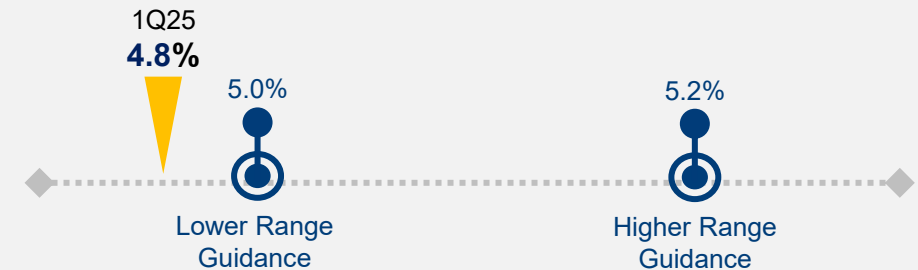 1Q25
4.8%
5.0%
5.2%
Lower Range
Guidance
Higher Range
Guidance